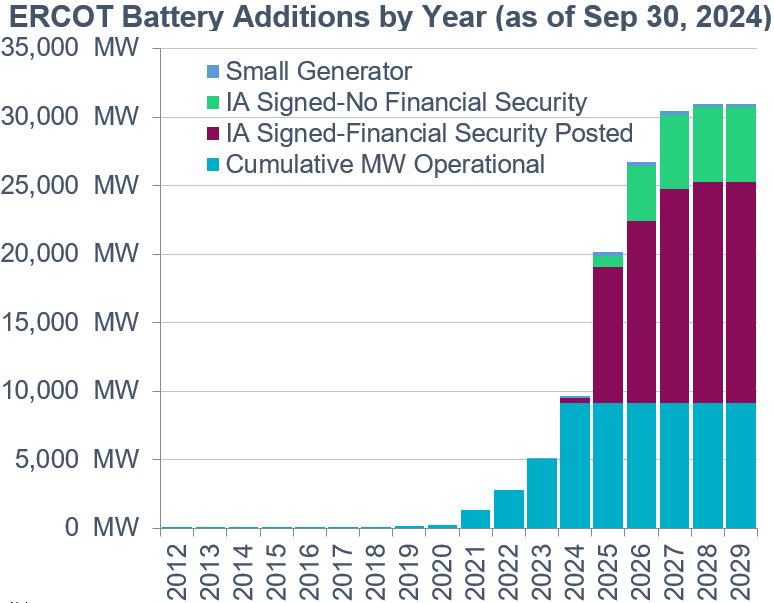 ERCOT Battery Additions by Year (as of Sep 30, 2024)
35,000 MW
30,000 MW
25,000 MW
20,000 MW
15,000 MW
10,000 MW
5,000 MW
0 MW
Small Generator
IA Signed-No Financial Security
IA Signed-Financial Security Posted
Cumulative MW Operational
2012
2013
2014
2015
2016
2017
2018
2019
2020
2021
2022
2023
2024
2025
2026
2027
2028
2029